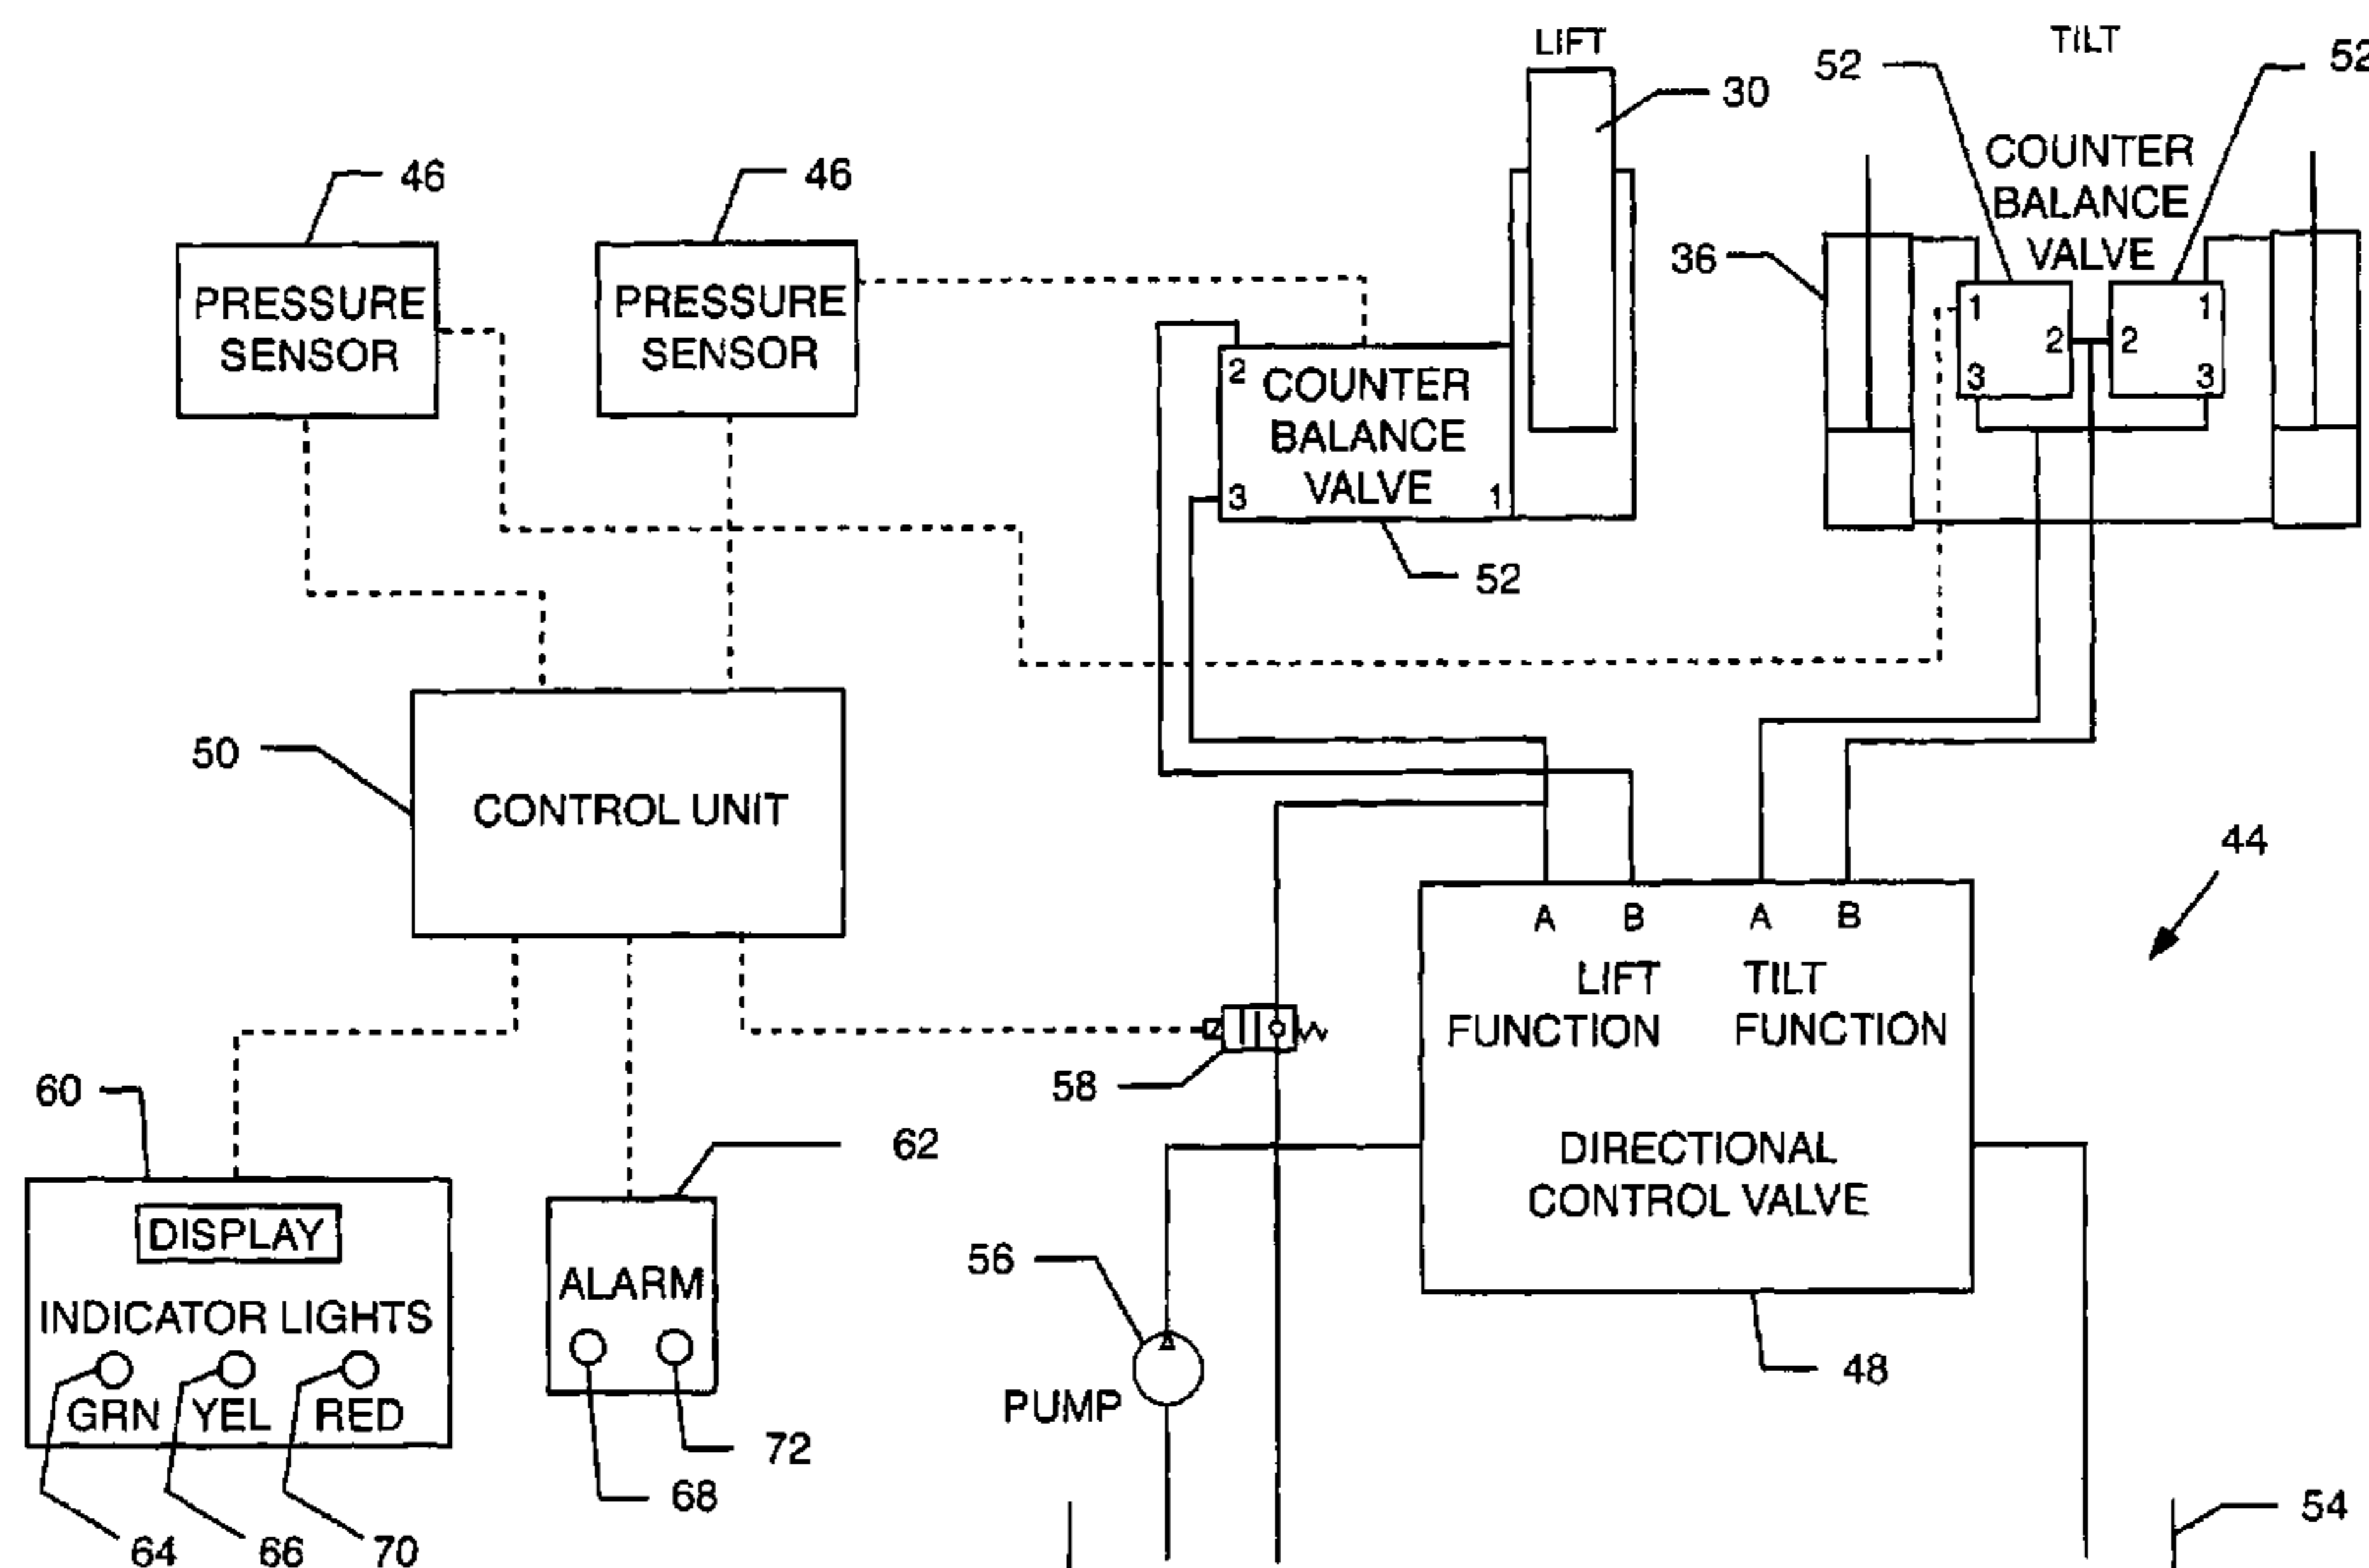 LIFT
TILT
30
52
52
COUNTER
BALANCE
VALVE
46
46
36
PRESSURE
SENSOR
PRESSURE
SENSOR
1
2
3
1
2
3
2
COUNTER
BALANCE
VALVE
3
1
52
50
CONTROL UNIT
44
A
B
A
B
LIFT
FUNCTION
TILT
FUNCTION
58
60
62
DIRECTIONAL
CONTROL VALVE
DISPLAY
56
ALARM
INDICATOR LIGHTS
GRN
YEL
RED
PUMP
48
72
68
54
64
66
70